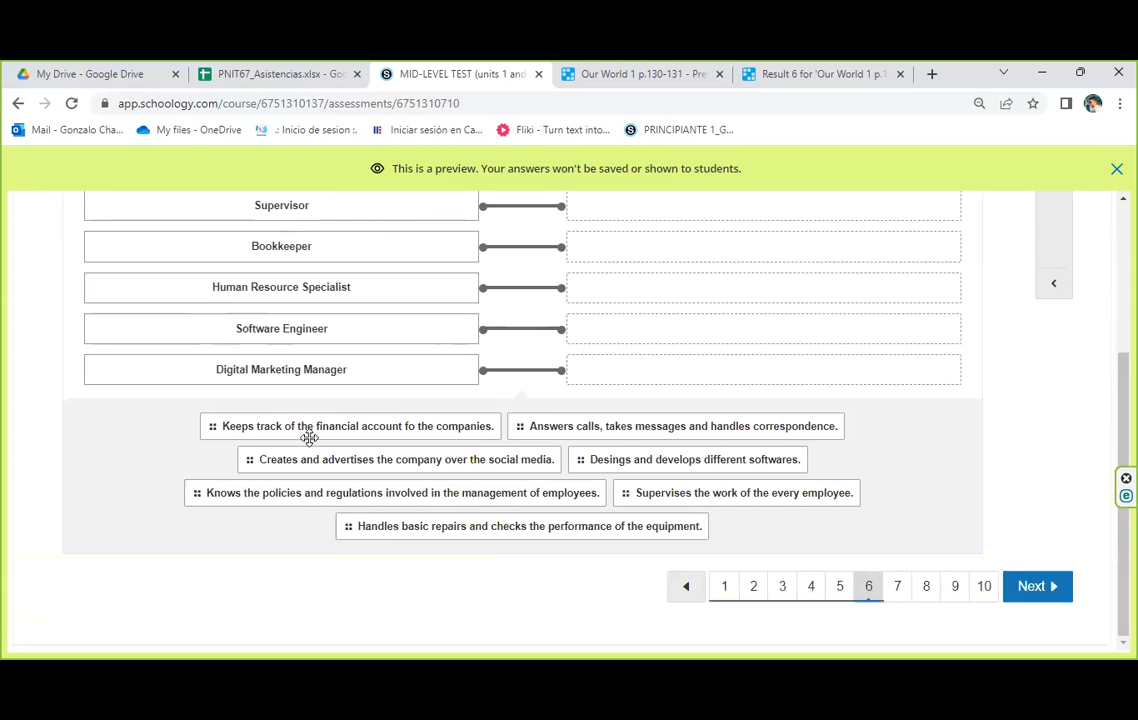 My Drive - Google Drive
PNIT67_Asistencias.xlsx - Goo
MID-LEVEL TEST (units 1 and
Our World 1 p.130-131 - Pre
Result 6 for 'Our World 1 p.1
app.schoology.com/course/6751310137/assessments/6751310710
Mail - Gonzalo Cha...
My files - OneDrive
.: Inicio de sesion :.
Iniciar sesión en Ca...
Fliki - Turn text into...
PRINCIPIANTE 1_G...
This is a preview. Your answers won't be saved or shown to students.
Supervisor
Bookkeeper
Human Resource Specialist
Software Engineer
Digital Marketing Manager
Keeps track of the financial account fo the companies.
Answers calls, takes messages and handles correspondence.
Creates and advertises the company over the social media.
Desings and develops different softwares.
Knows the policies and regulations involved in the management of employees.
Supervises the work of the every employee.
Handles basic repairs and checks the performance of the equipment.
1 2 3 4 5 6 7 8 9 10 Next